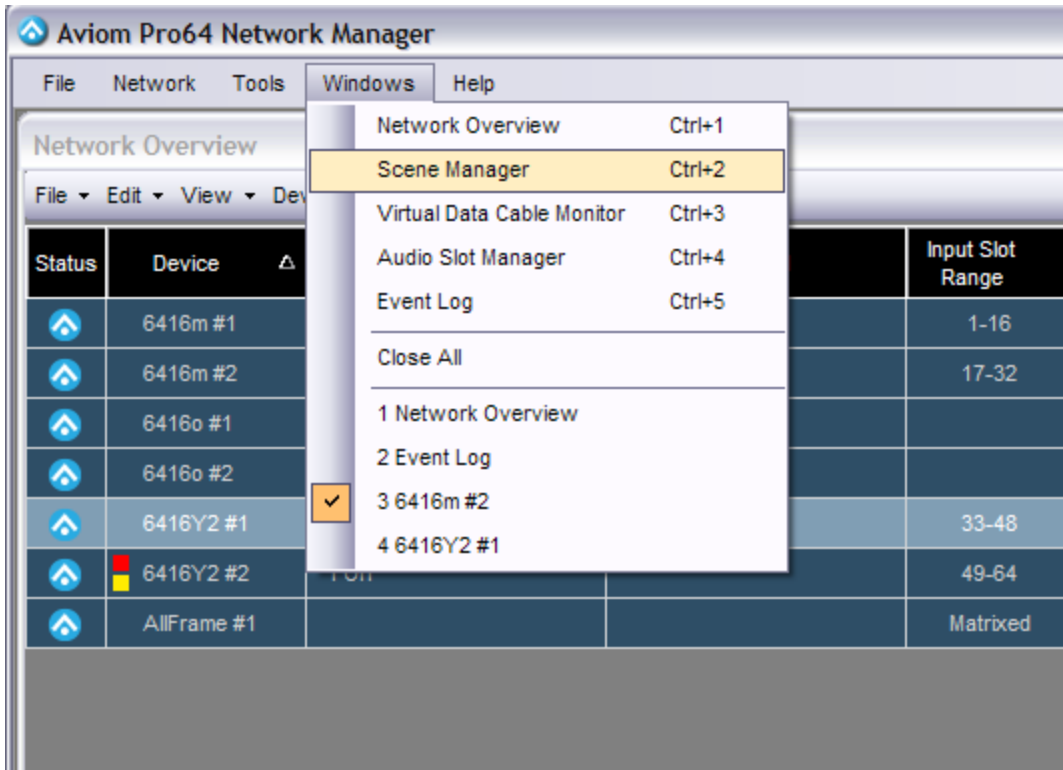 Aviom Pro64 Network Manager
File Network Tools Windows Help
Network Overview
File Edit View
Network Overview Ctrl+1
Scene Manager Ctrl+2
Virtual Data Cable Monitor Ctrl+3
Audio Slot Manager Ctrl+4
Event Log Ctrl+5
Close All
1 Network Overview
2 Event Log
3 6416m #2
4 6416Y2 #1
Status Device Input Slot
Range
6416m #1 1-16
6416m #2 17-32
6416o #1
6416o #2
6416Y2 #1 33-48
6416Y2 #2 49-64
AllFrame #1 Matrixed